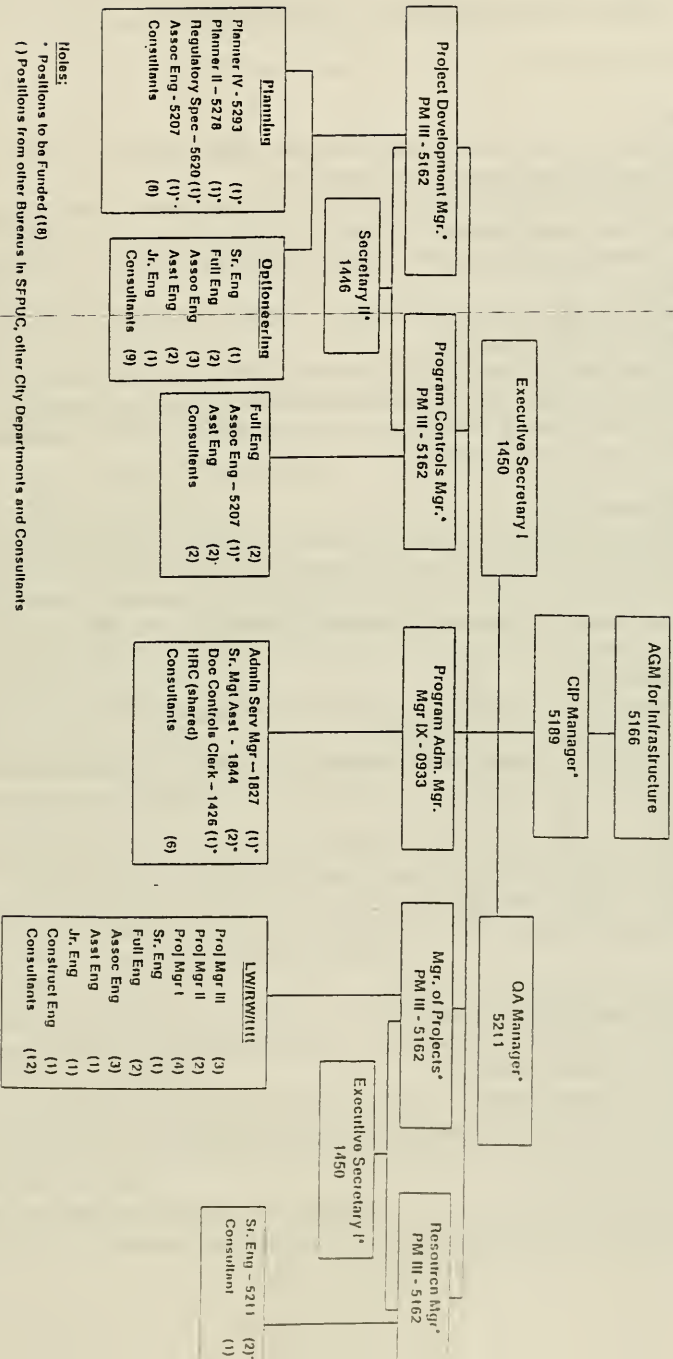 AGM for Infrastructure
5166
CIP Manager*
5189
Executive Secretary I
1450
QA Manager*
5211
Project Development Mgr.*
PM III - 5162
Program Controls Mgr.*
PM III - 5162
Program Adm. Mgr.
Mgr IX - 0933
Mgr. of Projects*
PM III - 5162
Resource Mgr*
PM III - 5162
Secretary II*
1446
Executive Secretary I*
1450
Planning
Planner IV - 5293 (1)*
Planner II - 5278 (1)*
Regulatory Spec - 5620 (1)*
Assoc Eng - 5207 (1)*
Consultants (8)
Optioneering
Sr. Eng (1)
Full Eng (2)
Assoc Eng (3)
Asst Eng (2)
Jr. Eng (1)
Consultants (9)
Full Eng (2)
Assoc Eng - 5207 (1)*
Asst Eng (2)
Consultants (2)
Admin Serv Mgr - 1827 (1)*
Sr. Mgt Asst - 1844 (2)*
Doc Controls Clerk - 1426 (1)*
HRC (shared)
Consultants (6)
Proj Mgr III (3)
Proj Mgr II (2)
Proj Mgr I (4)
Sr. Eng (1)
Full Eng (2)
Assoc Eng (3)
Asst Eng (1)
Jr. Eng (1)
Construct Eng (1)
Consultants (12)
Sr. Eng - 5211 (2)*
Consultant (1)
Notes:
* Positions to be Funded (18)
( ) Positions from other Bureaus in SFPUC, other City Departments and Consultants